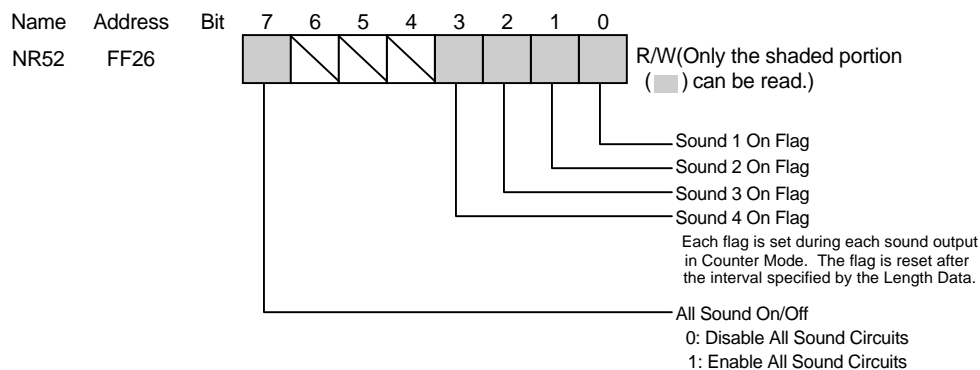 Name Address Bit 7 6 5 4 3 2 1 0
NR52 FF26 R/W(Only the shaded portion
( ) can be read.)
Sound 1 On Flag
Sound 2 On Flag
Sound 3 On Flag
Sound 4 On Flag
Each flag is set during each sound output
in Counter Mode. The flag is reset after
the interval specified by the Length Data.
All Sound On/Off
0: Disable All Sound Circuits
1: Enable All Sound Circuits